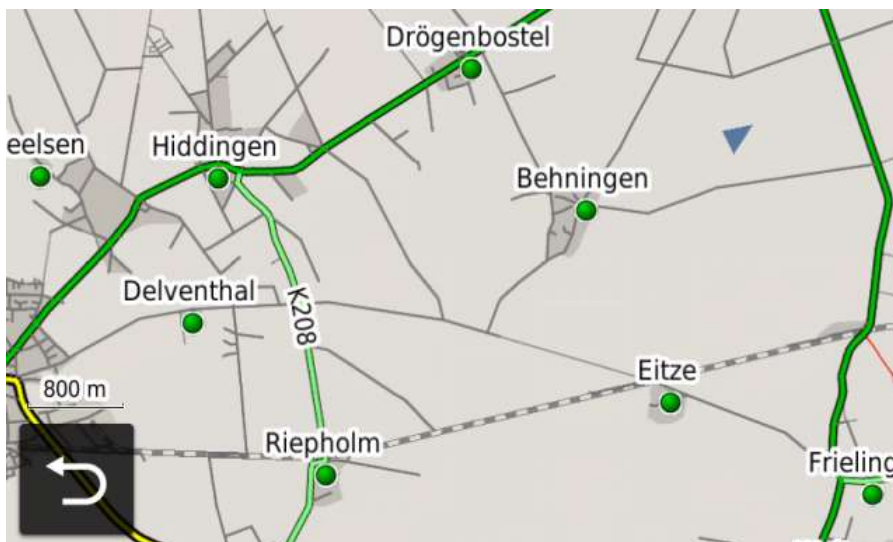 Drögenbostel
eelsen
Hiddingen
Behningen
Delventhal
K208
Eitze
800 m
Riepholm
Frieling